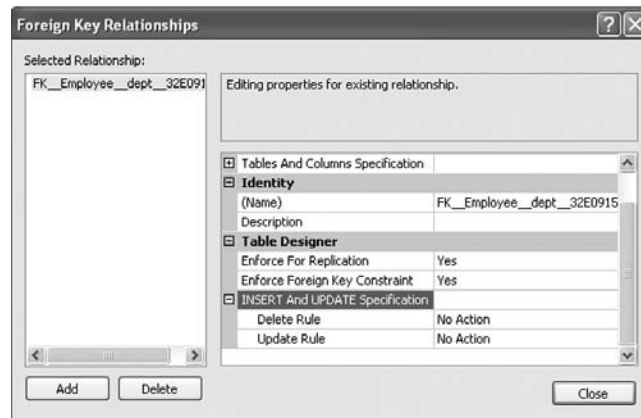 Foreign Key Relationships
Selected Relationship:
FK__Employee__dept__32E091
Editing properties for existing relationship.
Tables And Columns Specification
Identity
(Name) FK__Employee__dept__32E0915
Description
Table Designer
Enforce For Replication Yes
Enforce Foreign Key Constraint Yes
INSERT And UPDATE Specification
Delete Rule No Action
Update Rule No Action
Add Delete Close